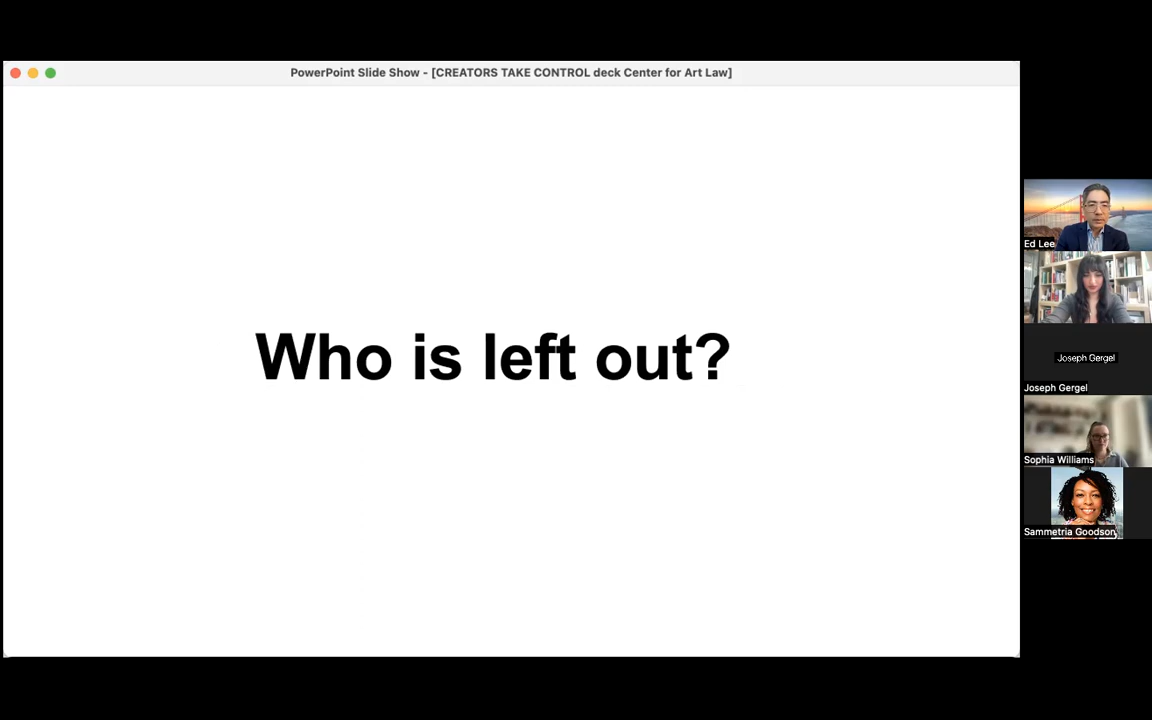 PowerPoint Slide Show - [CREATORS TAKE CONTROL deck Center for Art Law]
Who is left out?
Ed Lee
Joseph Gergel
Joseph Gergel
Sophia Williams
Sammetria Goodson